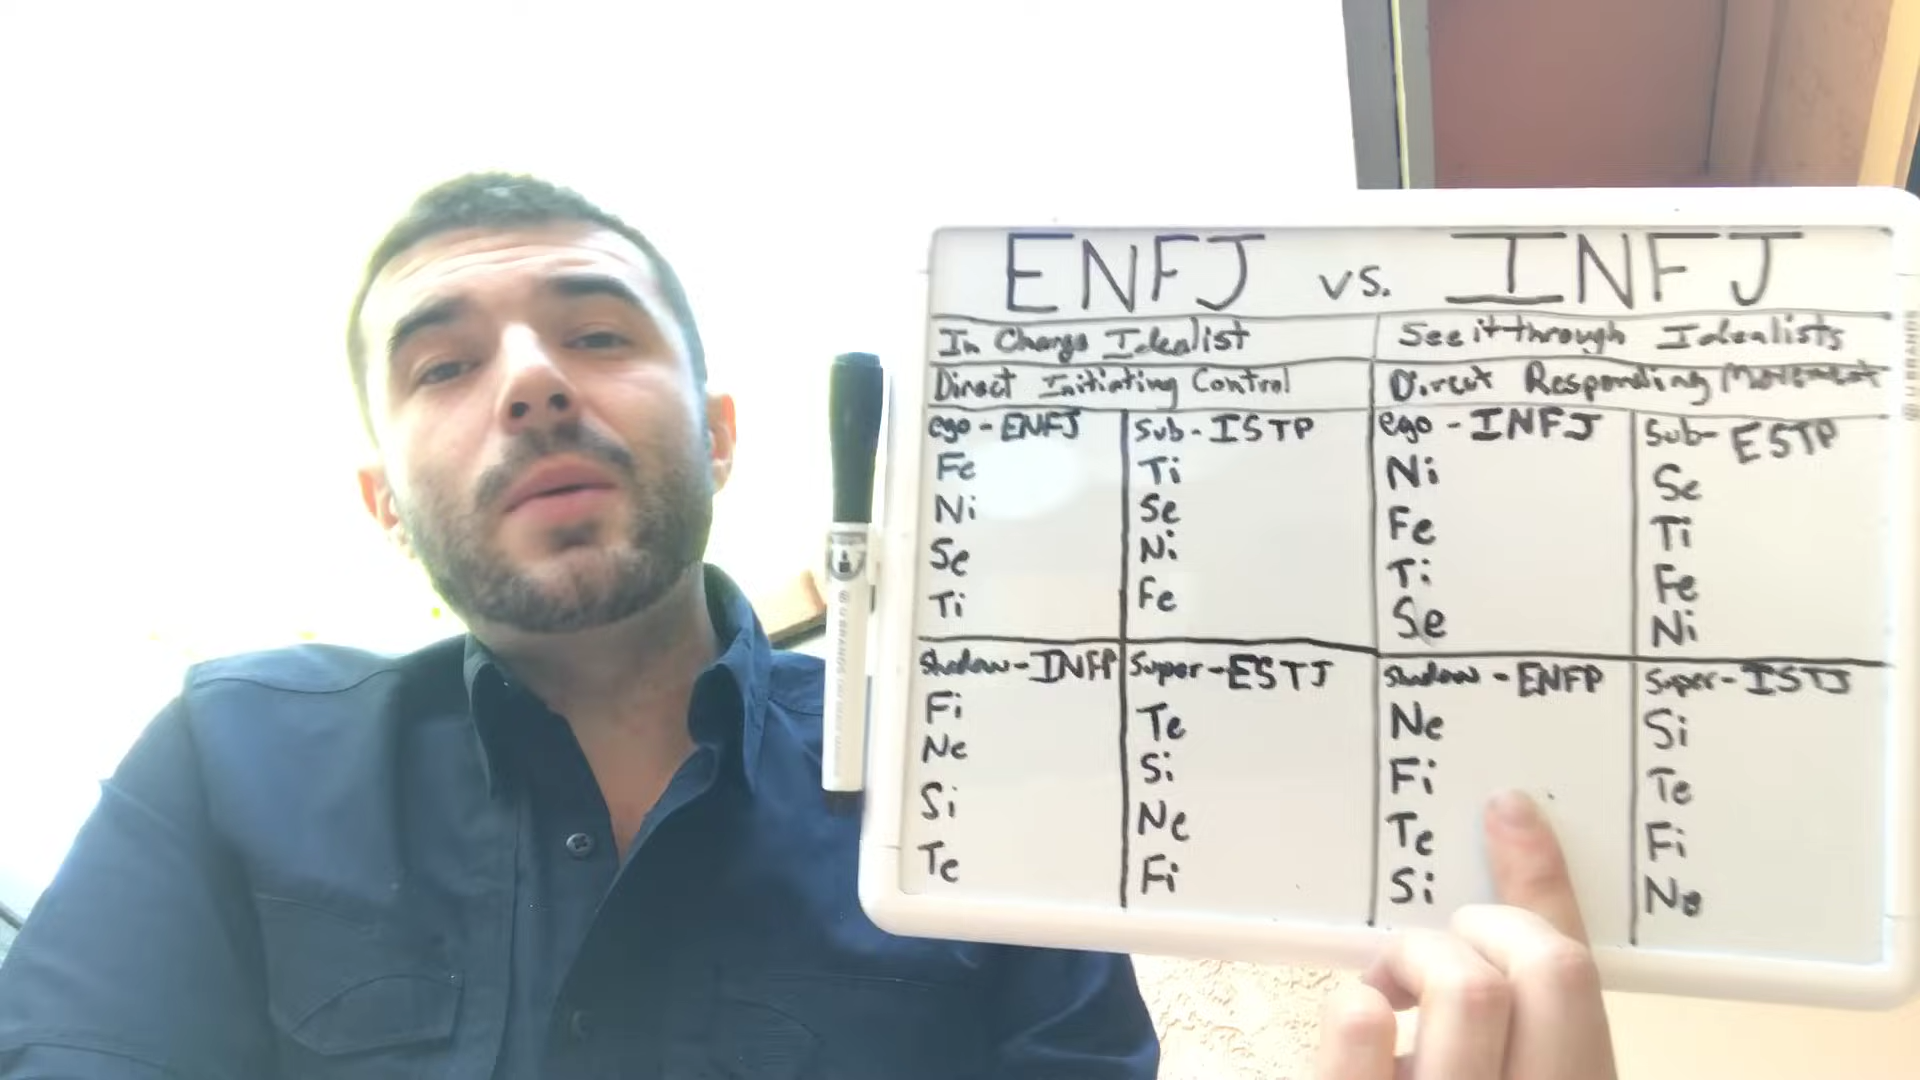 ENFJ vs. INFJ
In Charge Idealist
See it through Idealists
Direct Initiating Control
Direct Responding Movement
ego - ENFJ
Fe
Ni
Se
Ti
Sub - ISTP
Ti
Se
Ni
Fe
ego - INFJ
Ni
Fe
Ti
Se
Sub - ESTP
Se
Ti
Fe
Ni
Shadow - INFP
Fi
Ne
Si
Te
Super - ESTJ
Te
Si
Ne
Fi
Shadow - ENFP
Ne
Fi
Te
Si
Super - ISTJ
Si
Te
Fi
Ne
U BRANDS
U BRANDS